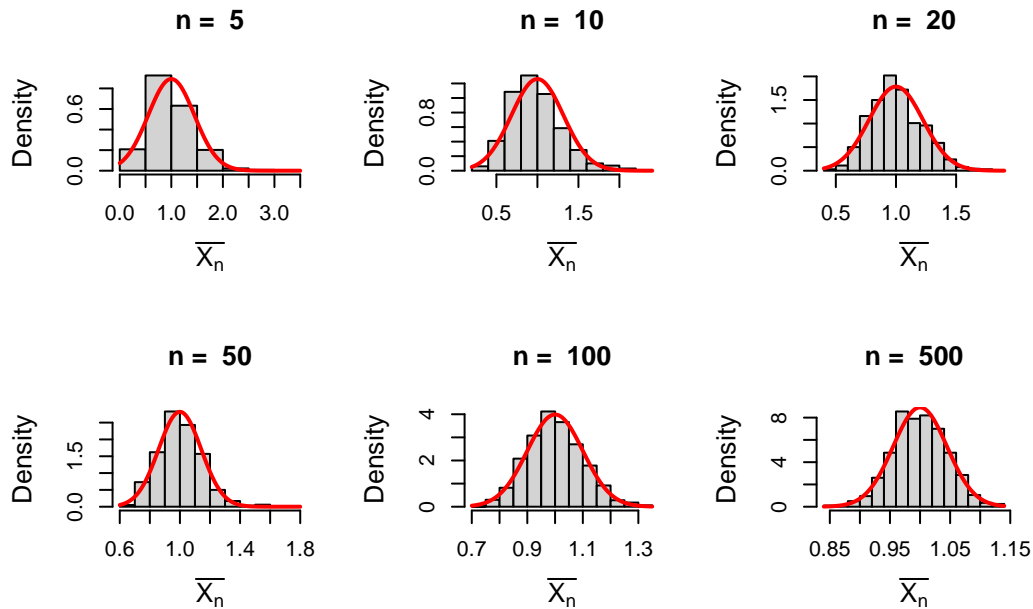 n = 5
Density
0.0 0.6
0.0 1.0 2.0 3.0
X̅n
n = 10
Density
0.0 0.8
0.5 1.5
X̅n
n = 20
Density
0.0 1.5
0.5 1.0 1.5
X̅n
n = 50
Density
0.0 1.5
0.6 1.0 1.4 1.8
X̅n
n = 100
Density
0 2 4
0.7 0.9 1.1 1.3
X̅n
n = 500
Density
0 4 8
0.85 0.95 1.05 1.15
X̅n